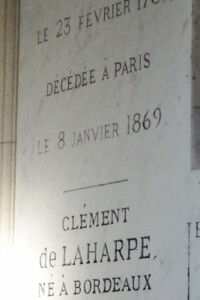 LE 23 FÉVRIER
DÉCÉDÉE À PARIS
LE 8 JANVIER 1869.
CLÉMENT
de LAHARPE,
NÉ À BORDEAUX